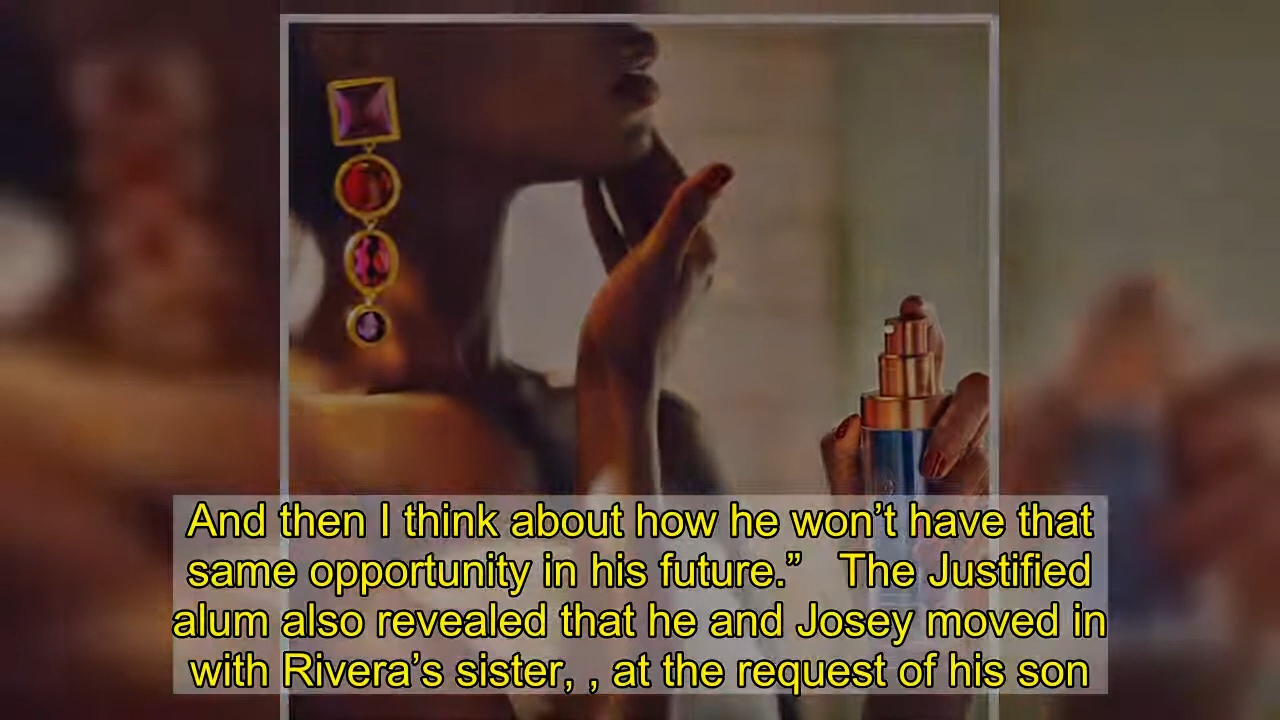 And then I think about how he won’t have that
same opportunity in his future.” The Justified
alum also revealed that he and Josey moved in
with Rivera’s sister, , at the request of his son